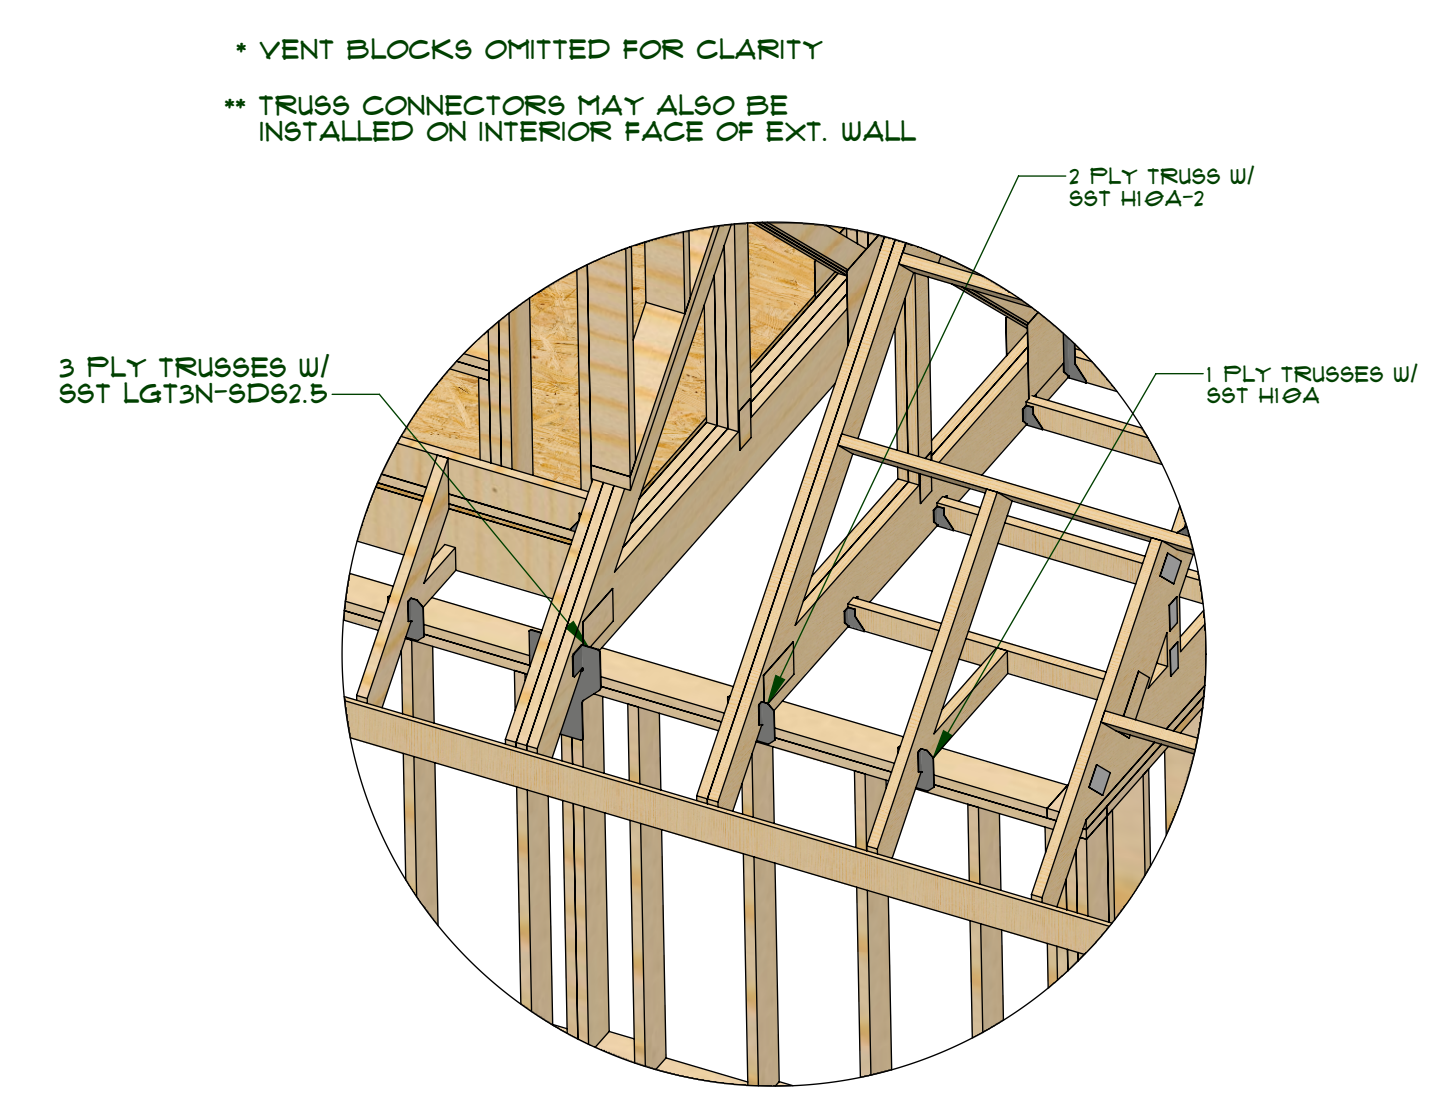 * VENT BLOCKS OMITTED FOR CLARITY
** TRUSS CONNECTORS MAY ALSO BE
INSTALLED ON INTERIOR FACE OF EXT. WALL
2 PLY TRUSS W/
SST H10A-2
3 PLY TRUSSES W/
SST LGT3N-SDS2.5
1 PLY TRUSSES W/
SST H10A